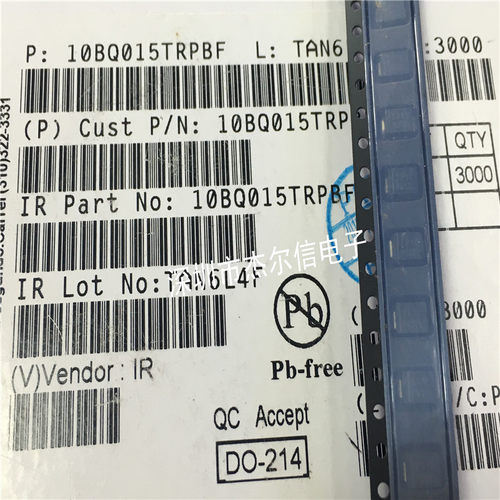 P: 10BQ015TRPBF L: TAN6 :3000
(P) Cust P/N: 10BQ015TRP
QTY
3000
IR Part No: 10BQ015TRPBF
深圳市杰尔信电子
IR Lot No:TAN6L4F
Pb
3000
(V)Vendor: IR
Pb-free
/C:P
QC Accept
DO-214